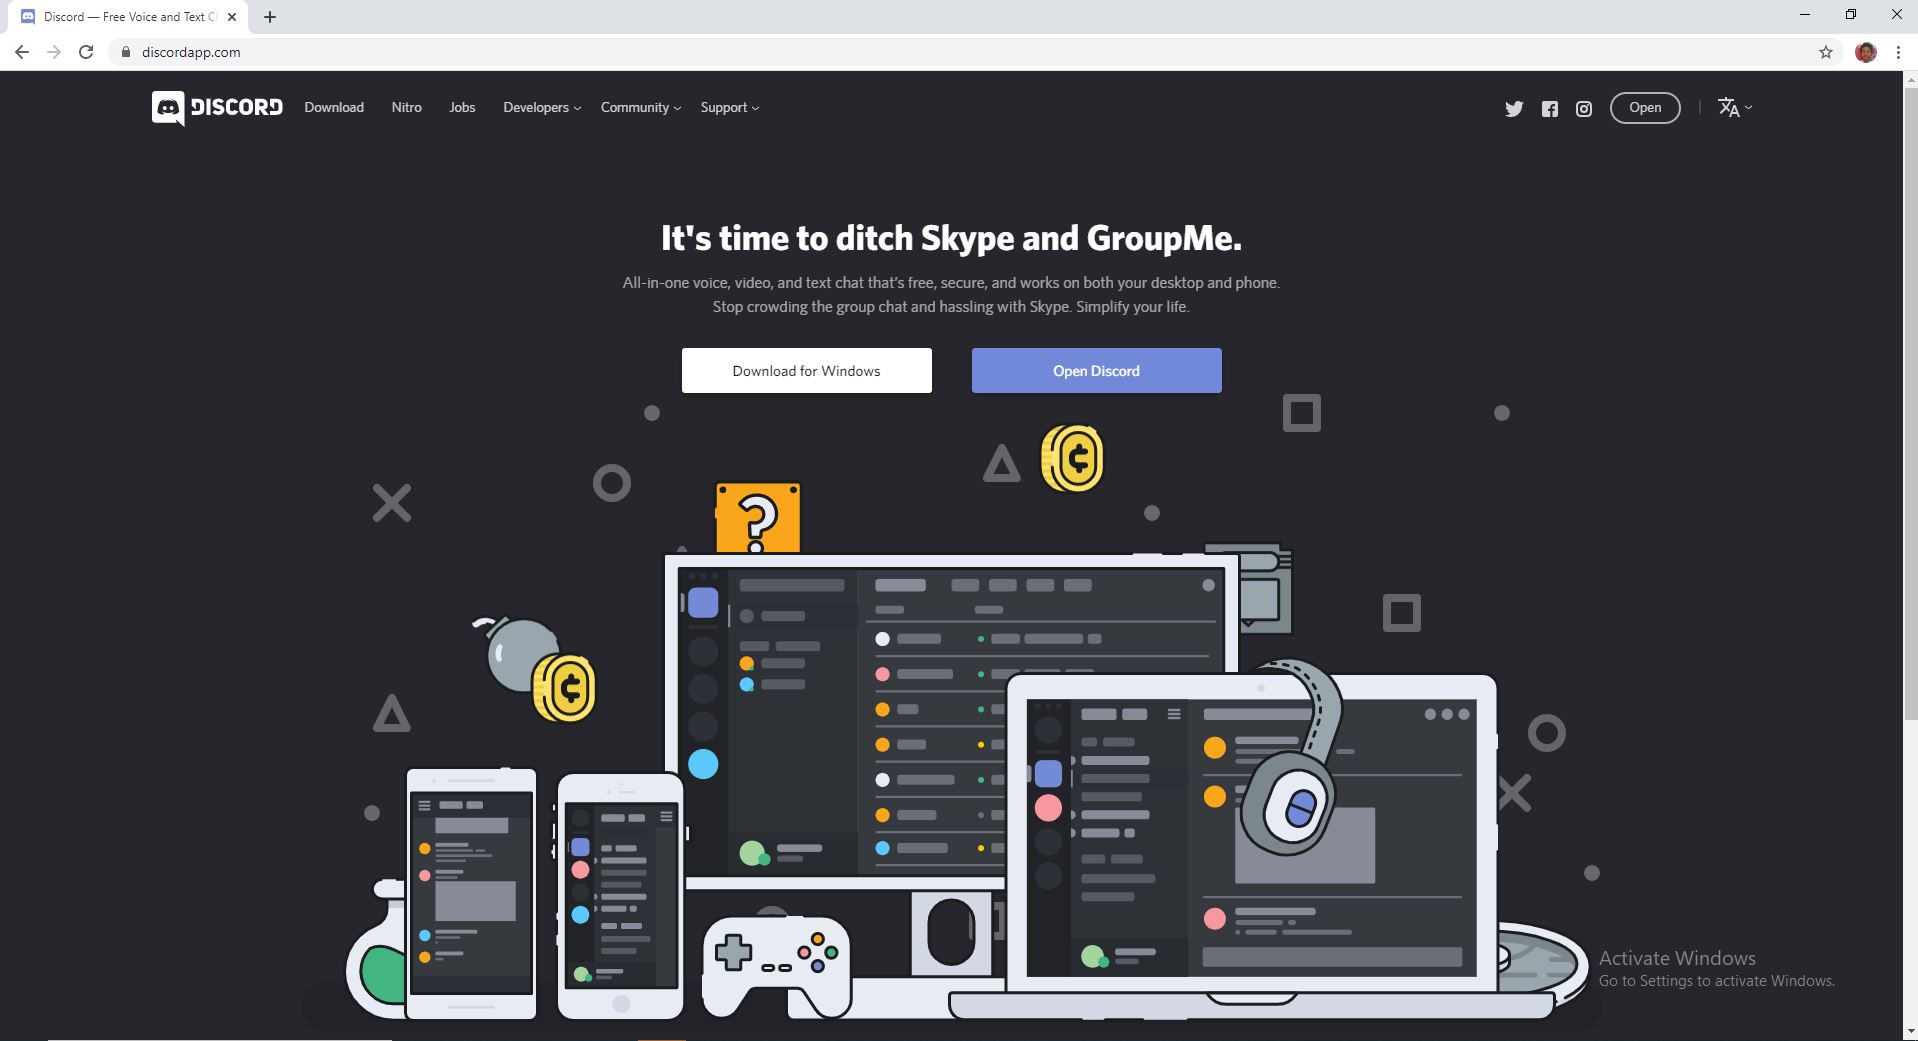 Discord — Free Voice and Text C
discordapp.com
DISCORD Download Nitro Jobs Developers Community Support
Open
It's time to ditch Skype and GroupMe.
All-in-one voice, video, and text chat that's free, secure, and works on both your desktop and phone.
Stop crowding the group chat and hassling with Skype. Simplify your life.
Download for Windows
Open Discord
?
Activate Windows
Go to Settings to activate Windows.